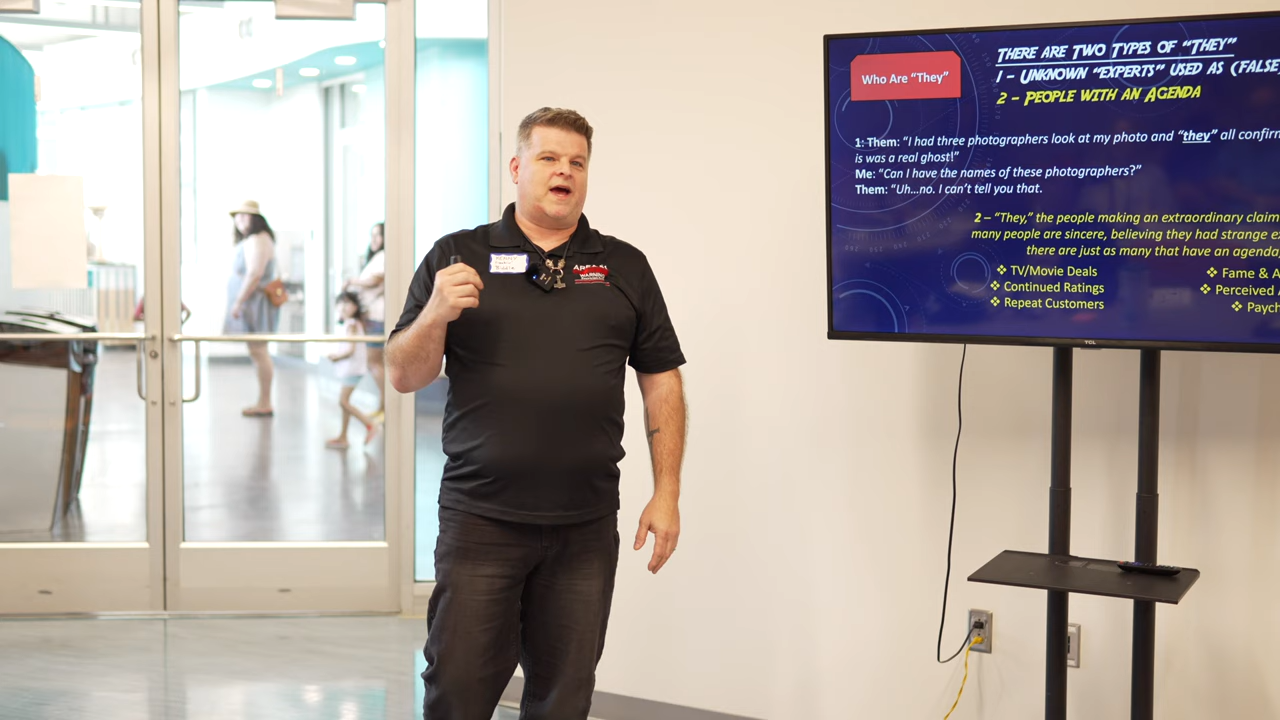 Who Are "They"
There are Two Types of "They"
1 – Unknown "experts" used as (false
2 – People with an Agenda
1: Them: "I had three photographers look at my photo and "they" all confir
is was a real ghost!"
Me: "Can I have the names of these photographers?"
Them: "Uh…no. I can't tell you that.
2 – "They," the people making an extraordinary claim
many people are sincere, believing they had strange e
there are just as many that have an agenda
❖ TV/Movie Deals
❖ Continued Ratings
❖ Repeat Customers
❖ Fame & A
❖ Perceived
❖ Paych
TCL
WARNING